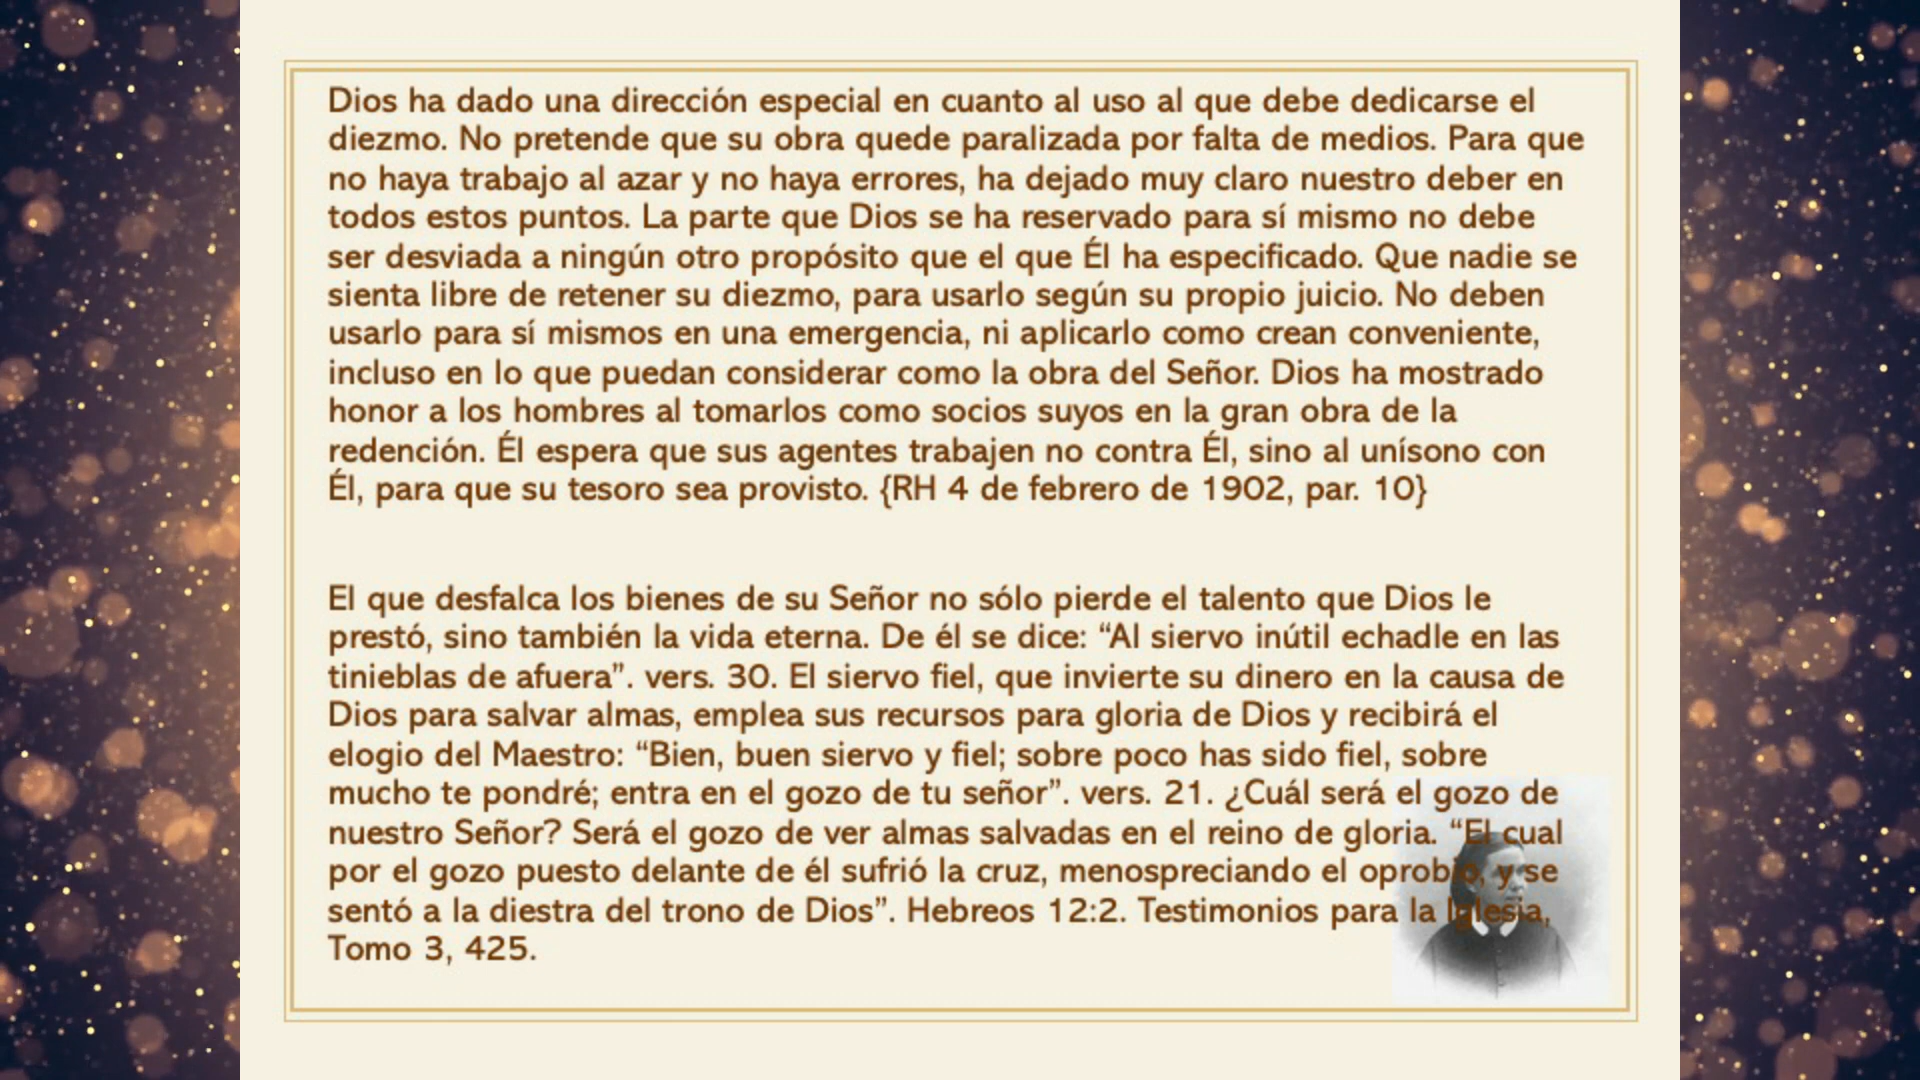 Dios ha dado una dirección especial en cuanto al uso al que debe dedicarse el
diezmo. No pretende que su obra quede paralizada por falta de medios. Para que
no haya trabajo al azar y no haya errores, ha dejado muy claro nuestro deber en
todos estos puntos. La parte que Dios se ha reservado para sí mismo no debe
ser desviada a ningún otro propósito que el que Él ha especificado. Que nadie se
sienta libre de retener su diezmo, para usarlo según su propio juicio. No deben
usarlo para sí mismos en una emergencia, ni aplicarlo como crean conveniente,
incluso en lo que puedan considerar como la obra del Señor. Dios ha mostrado
honor a los hombres al tomarlos como socios suyos en la gran obra de la
redención. Él espera que sus agentes trabajen no contra Él, sino al unísono con
Él, para que su tesoro sea provisto. {RH 4 de febrero de 1902, par. 10}
El que desfalca los bienes de su Señor no sólo pierde el talento que Dios le
prestó, sino también la vida eterna. De él se dice: “Al siervo inútil echadle en las
tinieblas de afuera”. vers. 30. El siervo fiel, que invierte su dinero en la causa de
Dios para salvar almas, emplea sus recursos para gloria de Dios y recibirá el
elogio del Maestro: “Bien, buen siervo y fiel; sobre poco has sido fiel, sobre
mucho te pondré; entra en el gozo de tu señor”. vers. 21. ¿Cuál será el gozo de
nuestro Señor? Será el gozo de ver almas salvadas en el reino de gloria. “El cual
por el gozo puesto delante de él sufrió la cruz, menospreciando el oprobio, y se
sentó a la diestra del trono de Dios”. Hebreos 12:2. Testimonios para la Iglesia,
Tomo 3, 425.